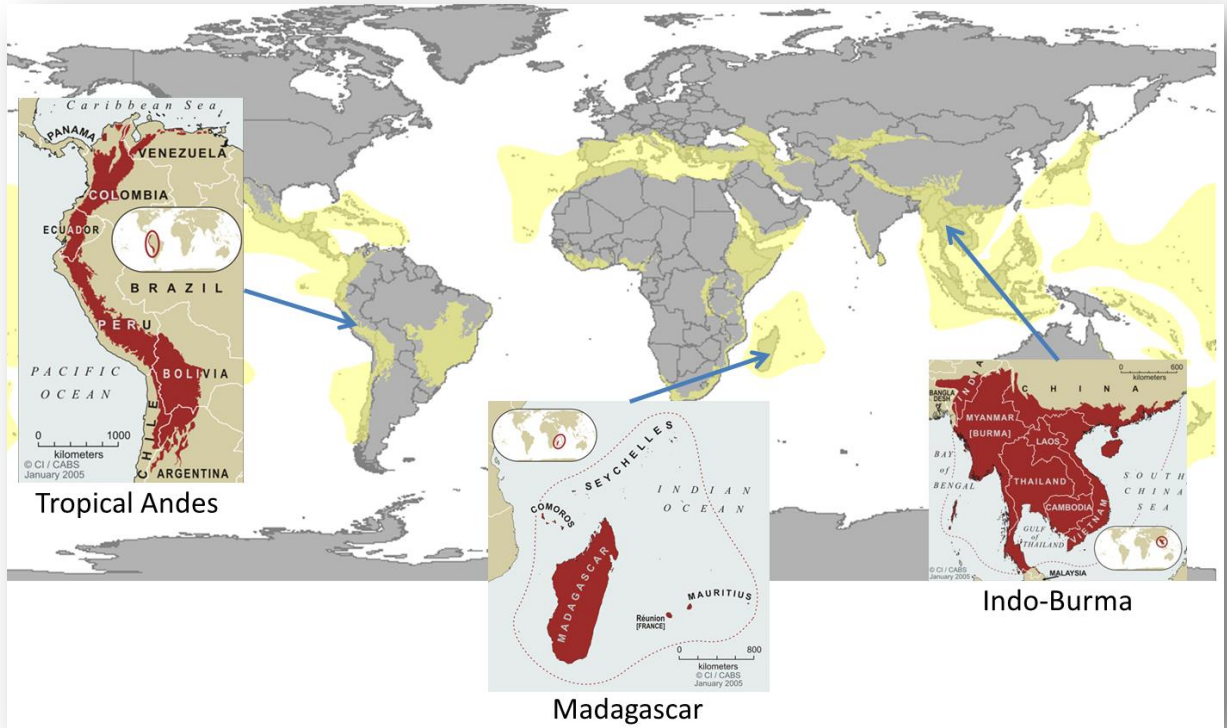 Caribbean Sea
PANAMA
VENEZUELA
COLOMBIA
ECUADOR
BRAZIL
PERU
BOLIVIA
PACIFIC
OCEAN
CHILE
0 1000
kilometers
© CI / CABS
January 2005
ARGENTINA
Tropical Andes
SEYCHELLES
INDIAN
OCEAN
COMOROS
MADAGASCAR
MAURITIUS
Réunion
[FRANCE]
0 800
kilometers
© CI / CABS
January 2005
Madagascar
0 600
kilometers
INDIA
CHINA
BANGLA
DESH
MYANMAR
[BURMA]
LAOS
BAY
of
BENGAL
THAILAND
SOUTH
CHINA
SEA
CAMBODIA
VIETNAM
GULF
of
THAILAND
© CI / CABS
January 2005
MALAYSIA
Indo-Burma